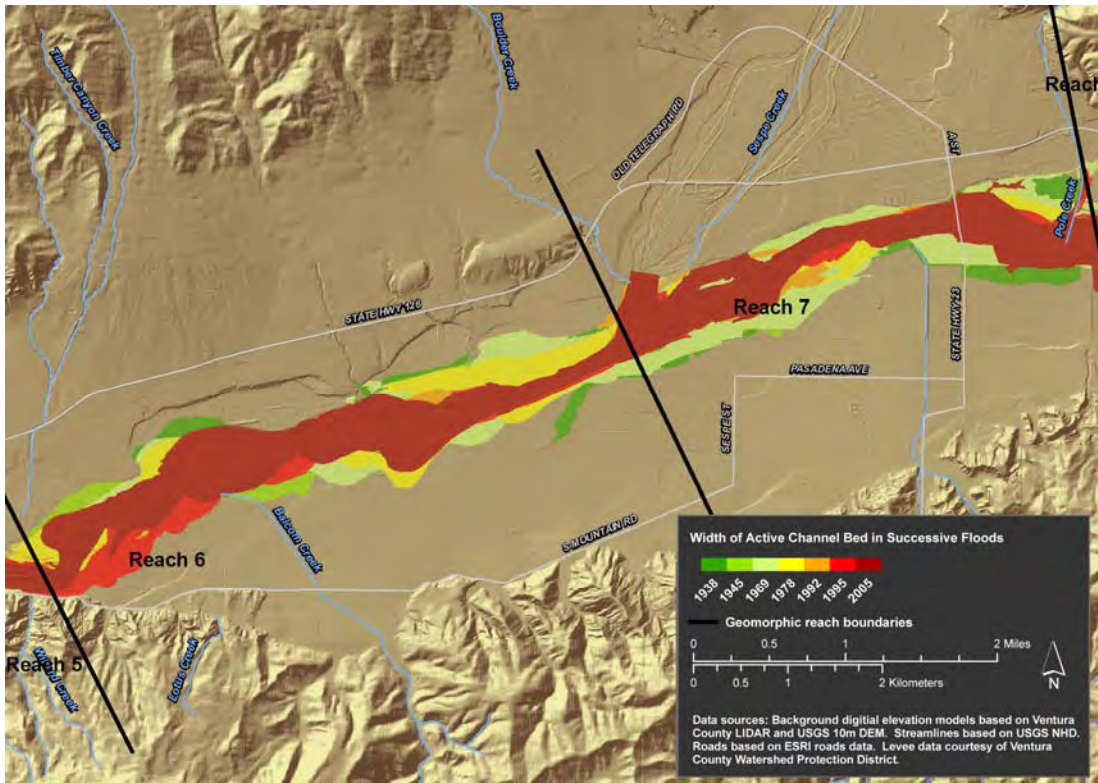 Timber Canyon Creek
Boulder Creek
Sespe Creek
OLD TELEGRAPH RD
A ST
Reach
Pole Creek
STATE HWY 126
Reach 7
STATE HWY 23
PASADENA AVE
SESPE ST
Balcom Creek
S MOUNTAIN RD
Reach 6
Reach 5
Willard Creek
Lotus Creek
Width of Active Channel Bed in Successive Floods
1938 1945 1969 1978 1992 1995 2005
Geomorphic reach boundaries
0 0.5 1 2 Miles
0 0.5 1 2 Kilometers
N
Data sources: Background digitial elevation models based on Ventura
County LIDAR and USGS 10m DEM. Streamlines based on USGS NHD.
Roads based on ESRI roads data. Levee data courtesy of Ventura
County Watershed Protection District.